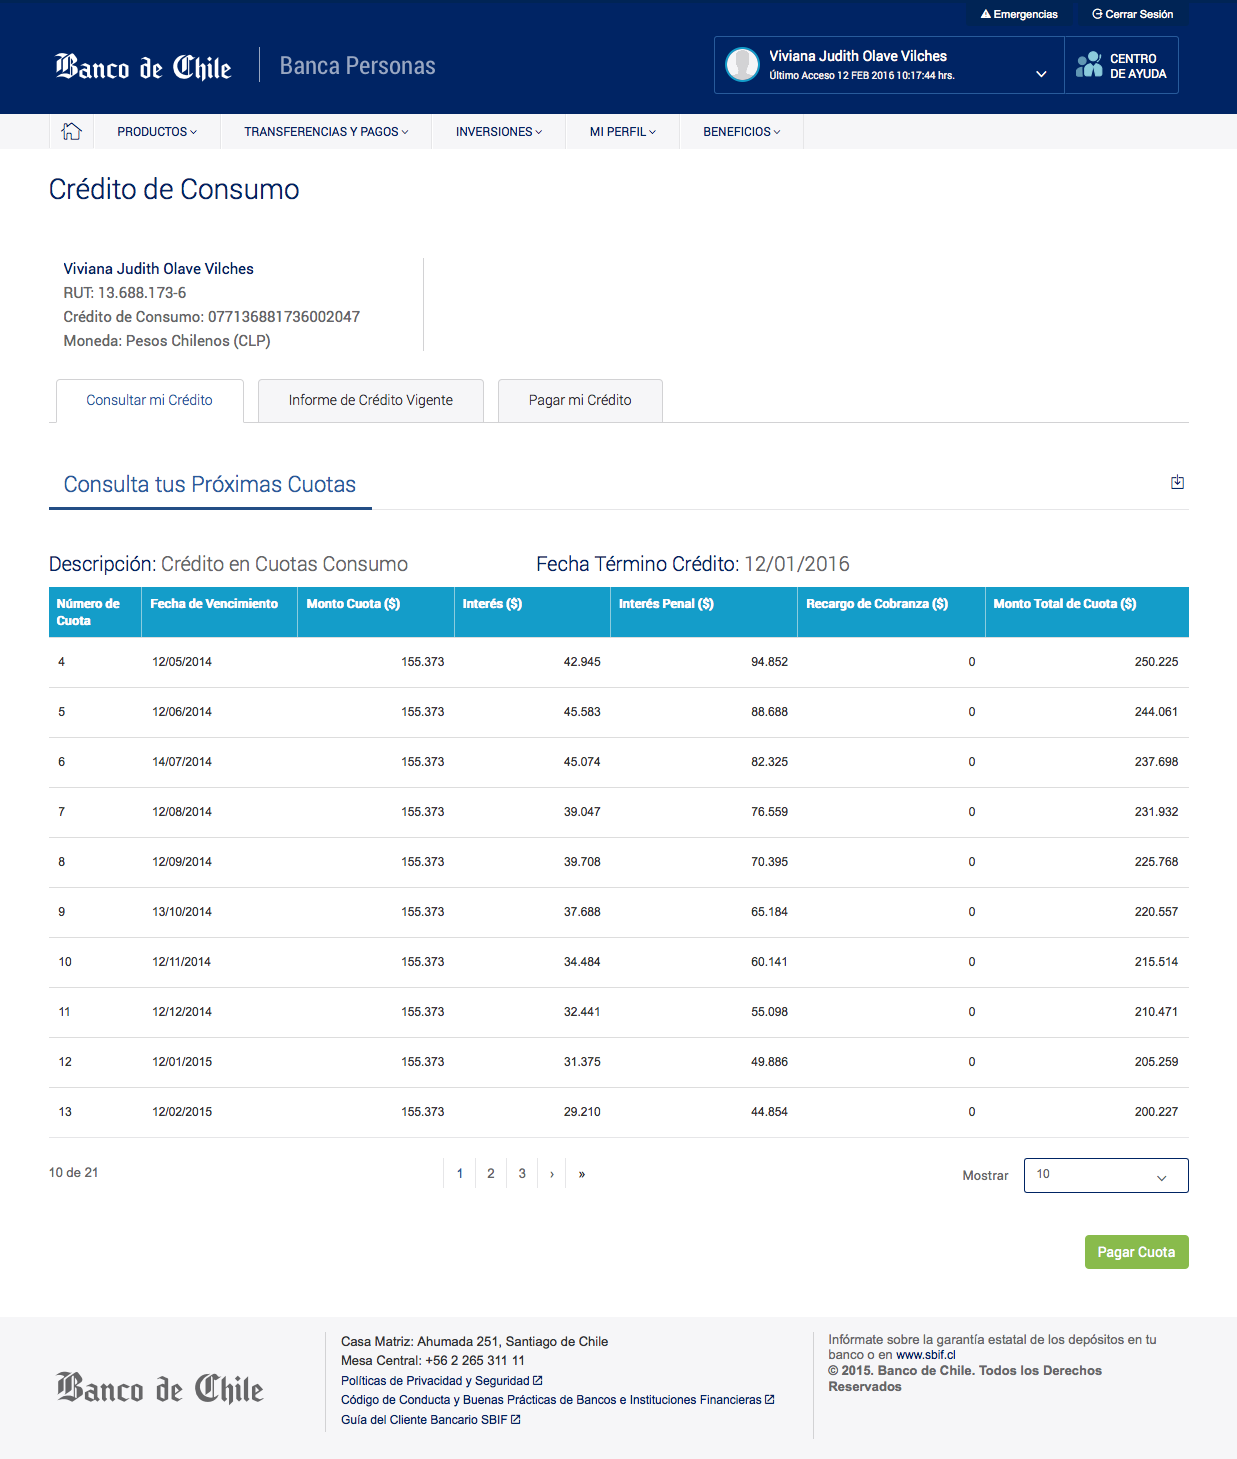 Emergencias
Cerrar Sesión
Banco de Chile
Banca Personas
Viviana Judith Olave Vilches
Último Acceso 12 FEB 2016 10:17:44 hrs.
CENTRO
DE AYUDA
PRODUCTOS
TRANSFERENCIAS Y PAGOS
INVERSIONES
MI PERFIL
BENEFICIOS
Crédito de Consumo
Viviana Judith Olave Vilches
RUT: 13.688.173-6
Crédito de Consumo: 077136881736002047
Moneda: Pesos Chilenos (CLP)
Consultar mi Crédito
Informe de Crédito Vigente
Pagar mi Crédito
Consulta tus Próximas Cuotas
Descripción: Crédito en Cuotas Consumo
Fecha Término Crédito: 12/01/2016
Número de Cuota Fecha de Vencimiento Monto Cuota ($) Interés ($) Interés Penal ($) Recargo de Cobranza ($) Monto Total de Cuota ($)
4 12/05/2014 155.373 42.945 94.852 0 250.225
5 12/06/2014 155.373 45.583 88.688 0 244.061
6 14/07/2014 155.373 45.074 82.325 0 237.698
7 12/08/2014 155.373 39.047 76.559 0 231.932
8 12/09/2014 155.373 39.708 70.395 0 225.768
9 13/10/2014 155.373 37.688 65.184 0 220.557
10 12/11/2014 155.373 34.484 60.141 0 215.514
11 12/12/2014 155.373 32.441 55.098 0 210.471
12 12/01/2015 155.373 31.375 49.886 0 205.259
13 12/02/2015 155.373 29.210 44.854 0 200.227
10 de 21
1 2 3 › »
Mostrar 10
Pagar Cuota
Banco de Chile
Casa Matriz: Ahumada 251, Santiago de Chile
Mesa Central: +56 2 265 311 11
Políticas de Privacidad y Seguridad
Código de Conducta y Buenas Prácticas de Bancos e Instituciones Financieras
Guía del Cliente Bancario SBIF
Infórmate sobre la garantía estatal de los depósitos en tu
banco o en www.sbif.cl
© 2015. Banco de Chile. Todos los Derechos
Reservados